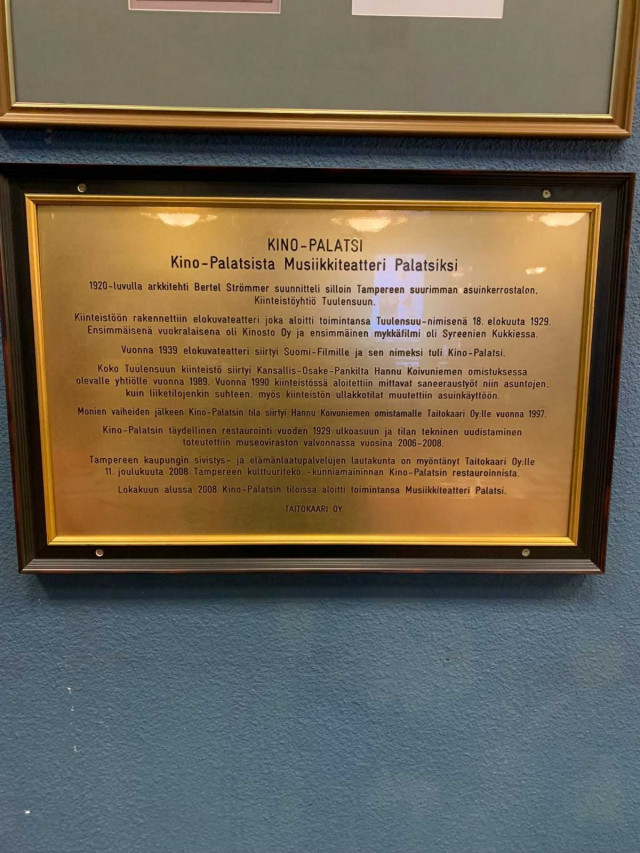 KINO-PALATSI
Kino-Palatsista Musiikkiteatteri Palatsiksi
1920-luvulla arkkitehti Bertel Strömmer suunnitteli silloin Tampereen suurimman asuinkerrostalon,
Kiinteistöyhtiö Tuulensuun.
Kiinteistöön rakennettiin elokuvateatteri joka aloitti toimintansa Tuulensuu-nimisenä 18. elokuuta 1929.
Ensimmäisenä vuokralaisena oli Kinosto Oy ja ensimmäinen mykkäfilmi oli Syreenien Kukkiessa.
Vuonna 1939 elokuvateatteri siirtyi Suomi-Filmille ja sen nimeksi tuli Kino-Palatsi.
Koko Tuulensuun kiinteistö siirtyi Kansallis-Osake-Pankilta Hannu Koivuniemen omistuksessa
olevalle yhtiölle vuonna 1989. Vuonna 1990 kiinteistössä aloitettiin mittavat saneeraustyöt niin asuntojen,
kuin liiketilojenkin suhteen, myös kiinteistön ullakkotilat muutettiin asuinkäyttöön.
Monien vaiheiden jälkeen Kino-Palatsin tila siirtyi Hannu Koivuniemen omistamalle Taitokaari Oy:lle vuonna 1997.
Kino-Palatsin täydellinen restaurointi vuoden 1929 ulkoasuun ja tilan tekninen uudistaminen
toteutettiin museoviraston valvonnassa vuosina 2006-2008.
Tampereen kaupungin sivistys- ja elämänlaatupalvelujen lautakunta on myöntänyt Taitokaari Oy:lle
11. joulukuuta 2008 Tampereen kulttuuriteko -kunniamaininnan Kino-Palatsin restauroinnista.
Lokakuun alussa 2008 Kino-Palatsin tiloissa aloitti toimintansa Musiikkiteatteri Palatsi.
TAITOKAARI OY